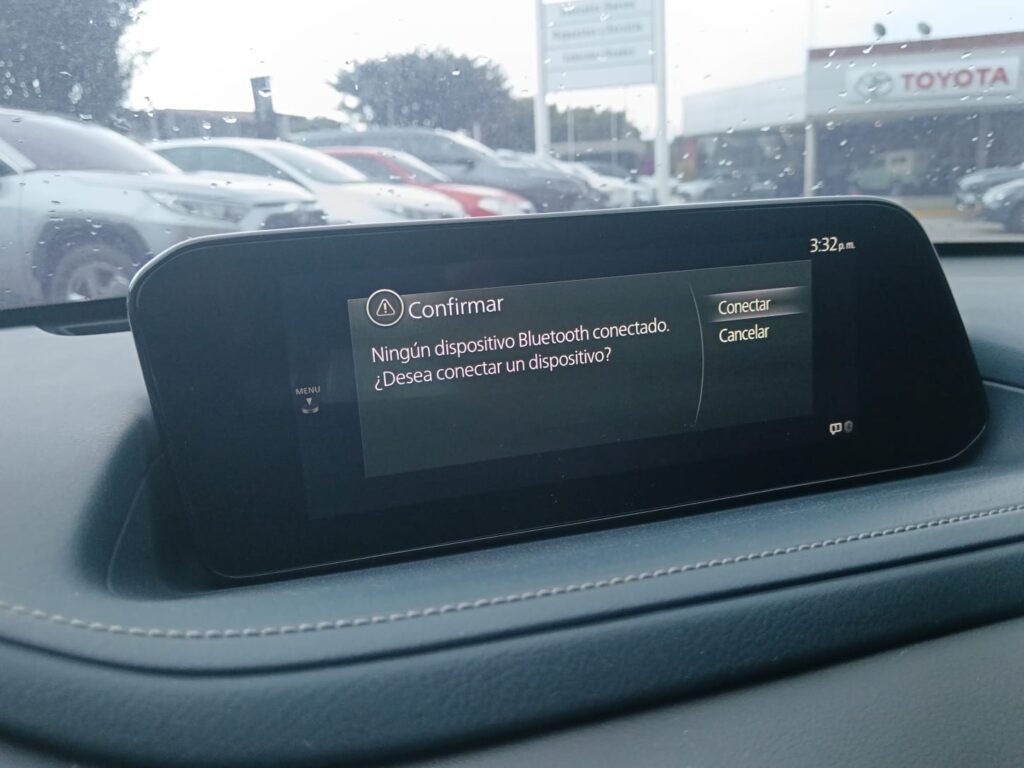 TOYOTA
3:32 p.m.
Confirmar
Ningún dispositivo Bluetooth conectado.
¿Desea conectar un dispositivo?
Conectar
Cancelar
MENU